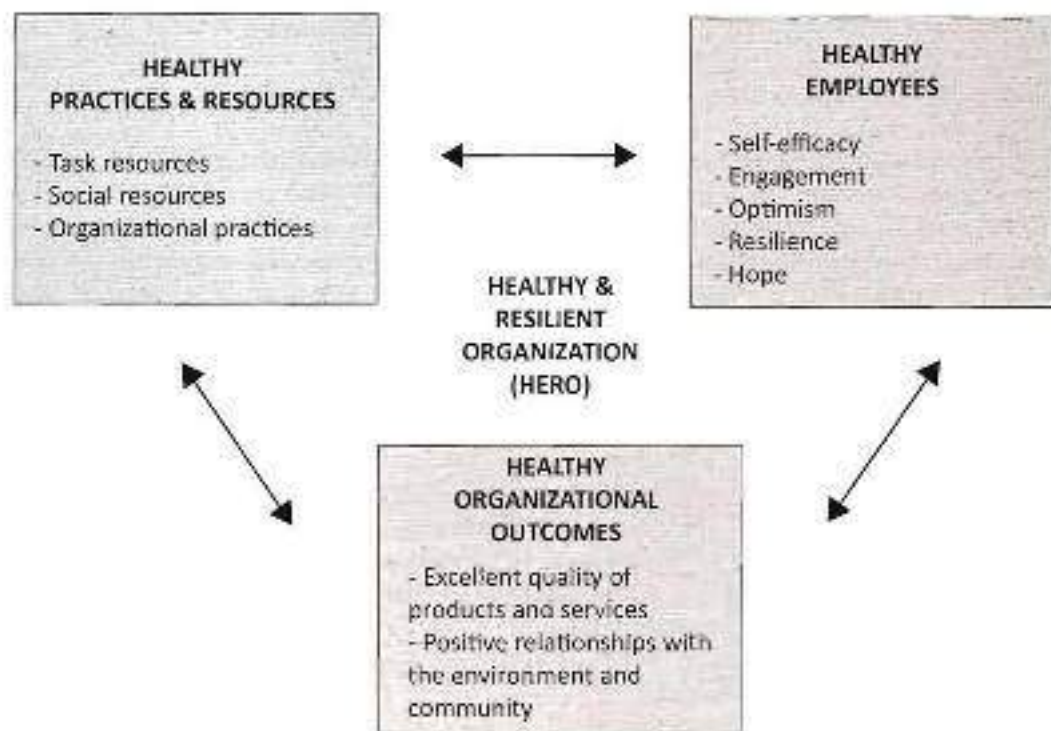 HEALTHY
PRACTICES & RESOURCES
- Task resources
- Social resources
- Organizational practices
HEALTHY
EMPLOYEES
- Self-efficacy
- Engagement
- Optimism
- Resilience
- Hope
HEALTHY &
RESILIENT
ORGANIZATION
(HERO)
HEALTHY
ORGANIZATIONAL
OUTCOMES
- Excellent quality of
products and services
- Positive relationships with
the environment and
community